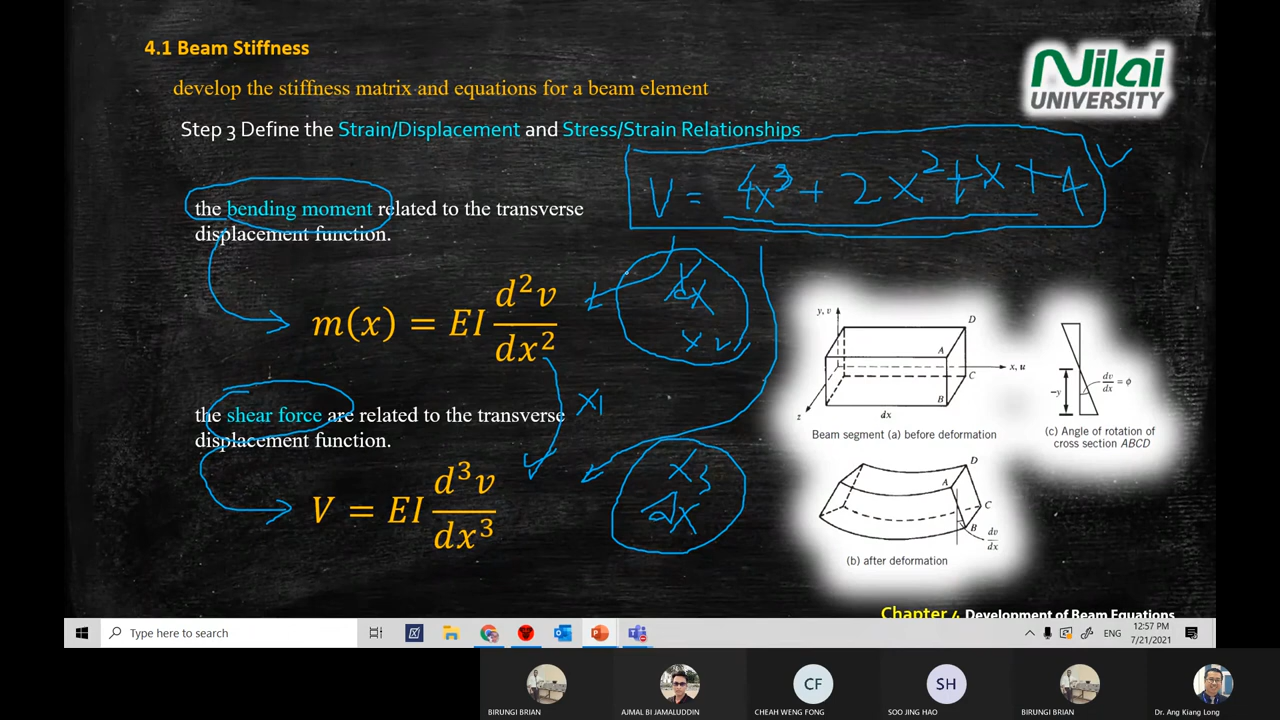 4.1 Beam Stiffness
develop the stiffness matrix and equations for a beam element
Nilai
UNIVERSITY
Step 3 Define the Strain/Displacement and Stress/Strain Relationships
V = 4x³ + 2x² + x + 4
the bending moment related to the transverse
displacement function.
m(x) = EI d²v/dx²
dx
x2
the shear force are related to the transverse
displacement function.
x1
V = EI d³v/dx³
x3
dx
y, v
D
A
x, u
C
B
z
dx
Beam segment (a) before deformation
-y
dv/dx = ϕ
(c) Angle of rotation of
cross section ABCD
D
A
C
B
dv/dx
(b) after deformation
Chapter 4 Development of Beam Equations
Type here to search
ENG
12:57 PM
7/21/2021
CF
SH
BIRUNGI BRIAN
AJMAL BI JAMALUDDIN
CHEAH WENG FONG
SOO JING HAO
BIRUNGI BRIAN
Dr. Ang Kiang Long